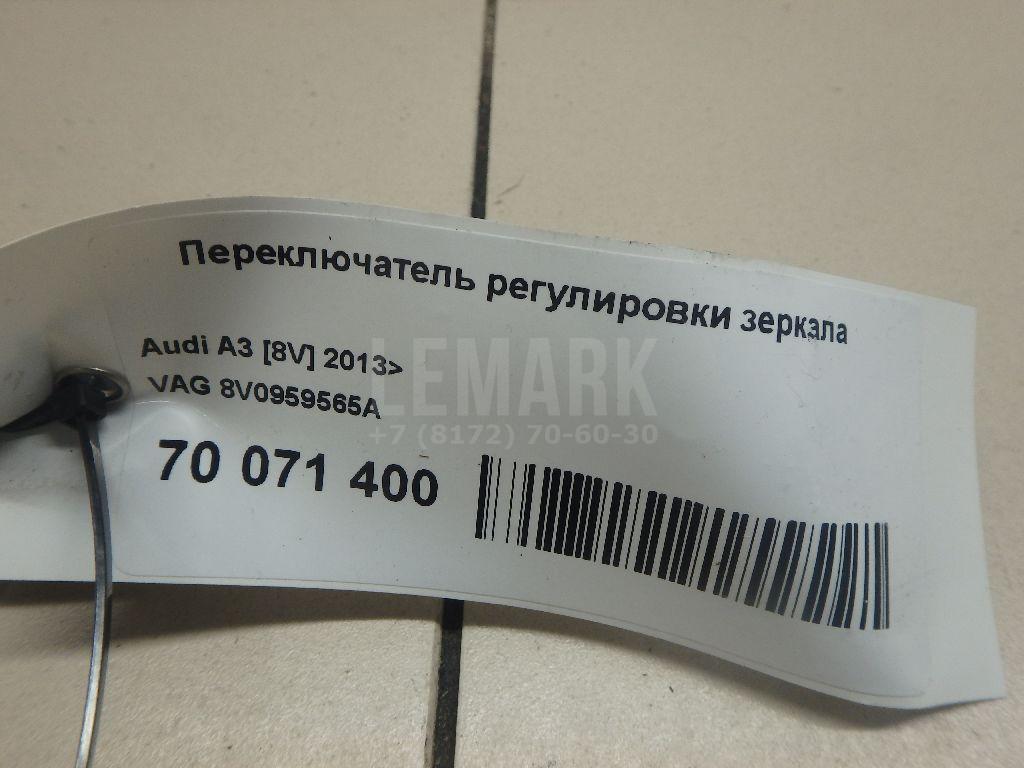 Переключатель регулировки зеркала
Audi A3 [8V] 2013>
VAG 8V0959565A
LEMARK
+7 (8172) 70-60-30
70 071 400